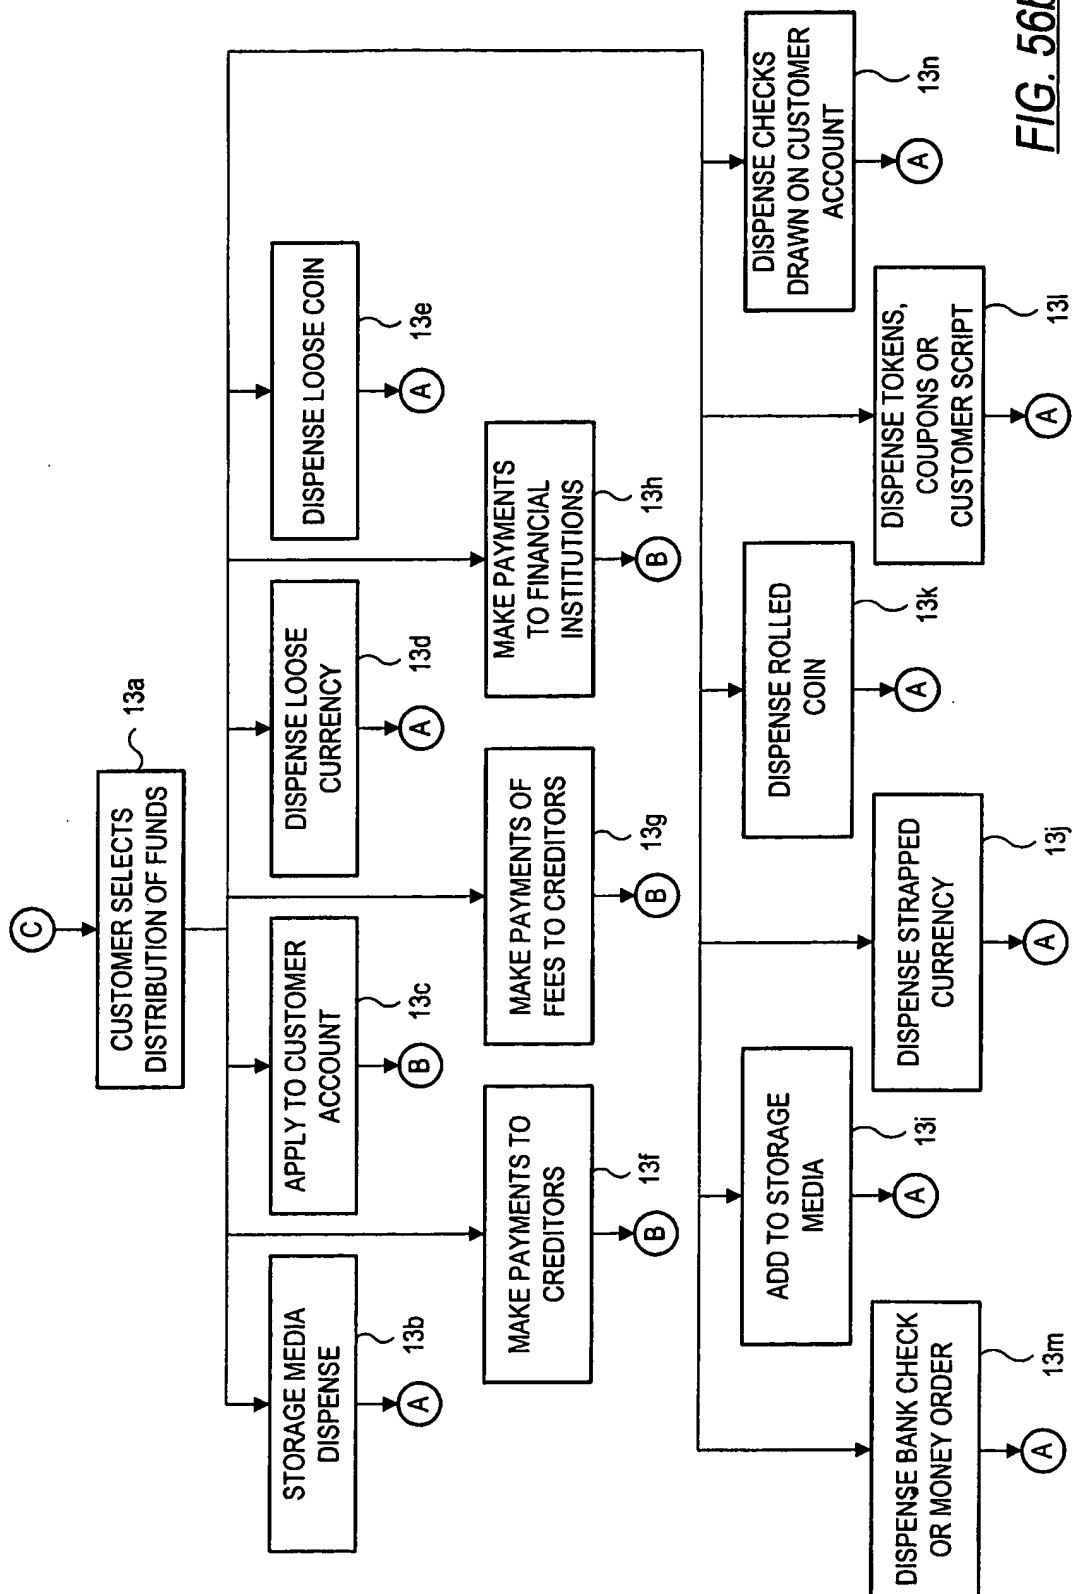 C
CUSTOMER SELECTS
DISTRIBUTION OF FUNDS
13a
STORAGE MEDIA
DISPENSE
13b
A
APPLY TO CUSTOMER
ACCOUNT
13c
B
DISPENSE LOOSE
CURRENCY
13d
A
DISPENSE LOOSE COIN
13e
A
MAKE PAYMENTS TO
CREDITORS
13f
B
MAKE PAYMENTS OF
FEES TO CREDITORS
13g
B
MAKE PAYMENTS
TO FINANCIAL
INSTITUTIONS
13h
B
ADD TO STORAGE
MEDIA
13i
A
DISPENSE ROLLED
COIN
13k
A
DISPENSE CHECKS
DRAWN ON CUSTOMER
ACCOUNT
13n
A
DISPENSE BANK CHECK
OR MONEY ORDER
13m
A
DISPENSE STRAPPED
CURRENCY
13j
A
DISPENSE TOKENS,
COUPONS OR
CUSTOMER SCRIPT
13l
A
FIG. 56b